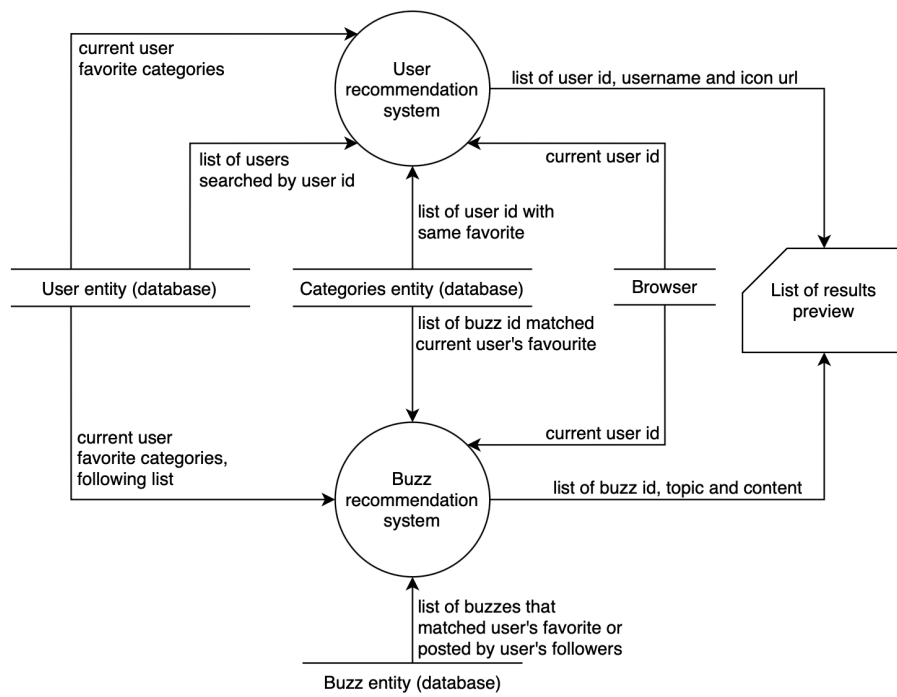 current user
favorite categories
User
recommendation
system
list of user id, username and icon url
list of users
searched by user id
current user id
list of user id with
same favorite
User entity (database)
Categories entity (database)
Browser
List of results
preview
list of buzz id matched
current user's favourite
current user
favorite categories,
following list
current user id
Buzz
recommendation
system
list of buzz id, topic and content
list of buzzes that
matched user's favorite or
posted by user's followers
Buzz entity (database)